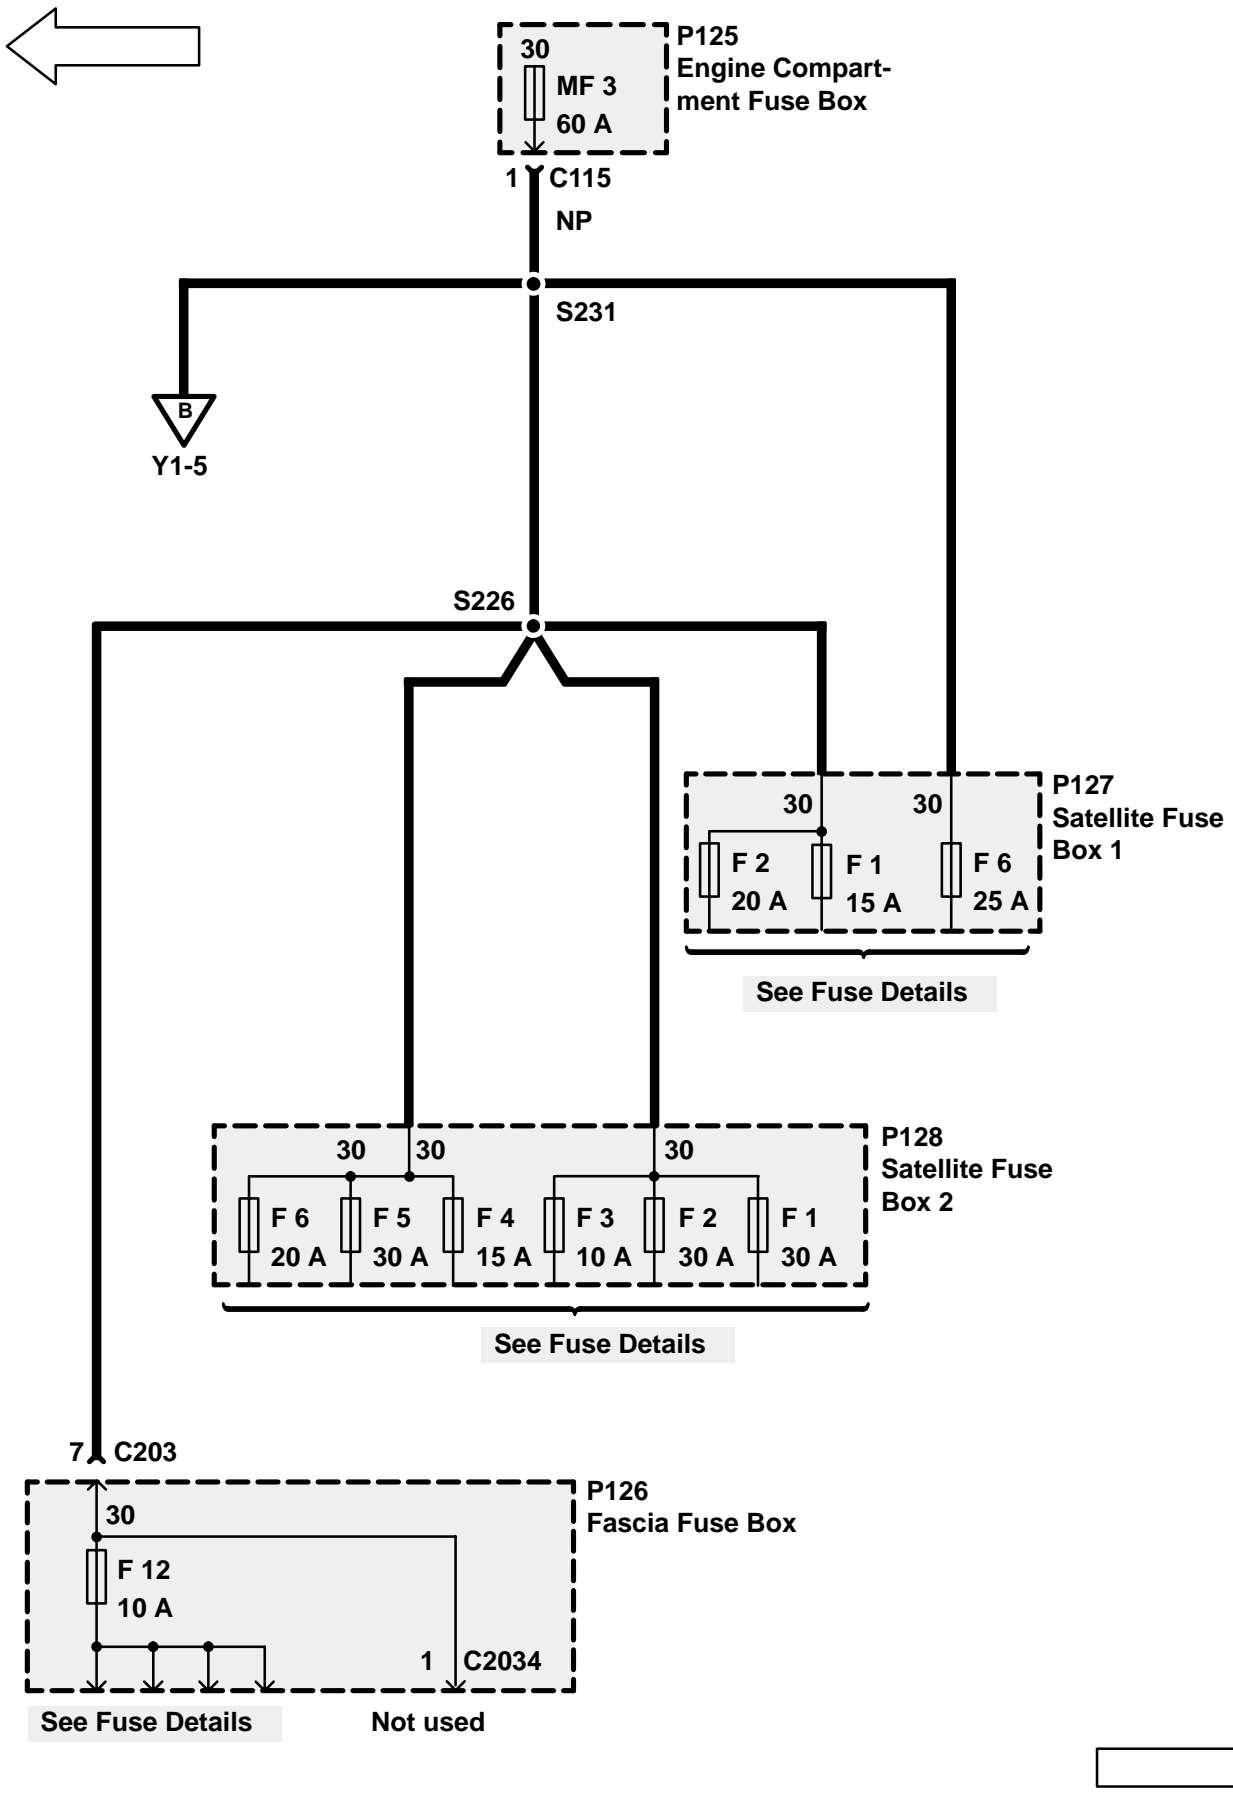 30
MF 3
60 A
P125
Engine Compart-
ment Fuse Box
1 C115
NP
S231
B
Y1-5
S226
P127
Satellite Fuse
Box 1
30 30
F 2 F 1 F 6
20 A 15 A 25 A
See Fuse Details
P128
Satellite Fuse
Box 2
30 30 30
F 6 F 5 F 4 F 3 F 2 F 1
20 A 30 A 15 A 10 A 30 A 30 A
See Fuse Details
7 C203
P126
Fascia Fuse Box
30
F 12
10 A
1 C2034
See Fuse Details Not used